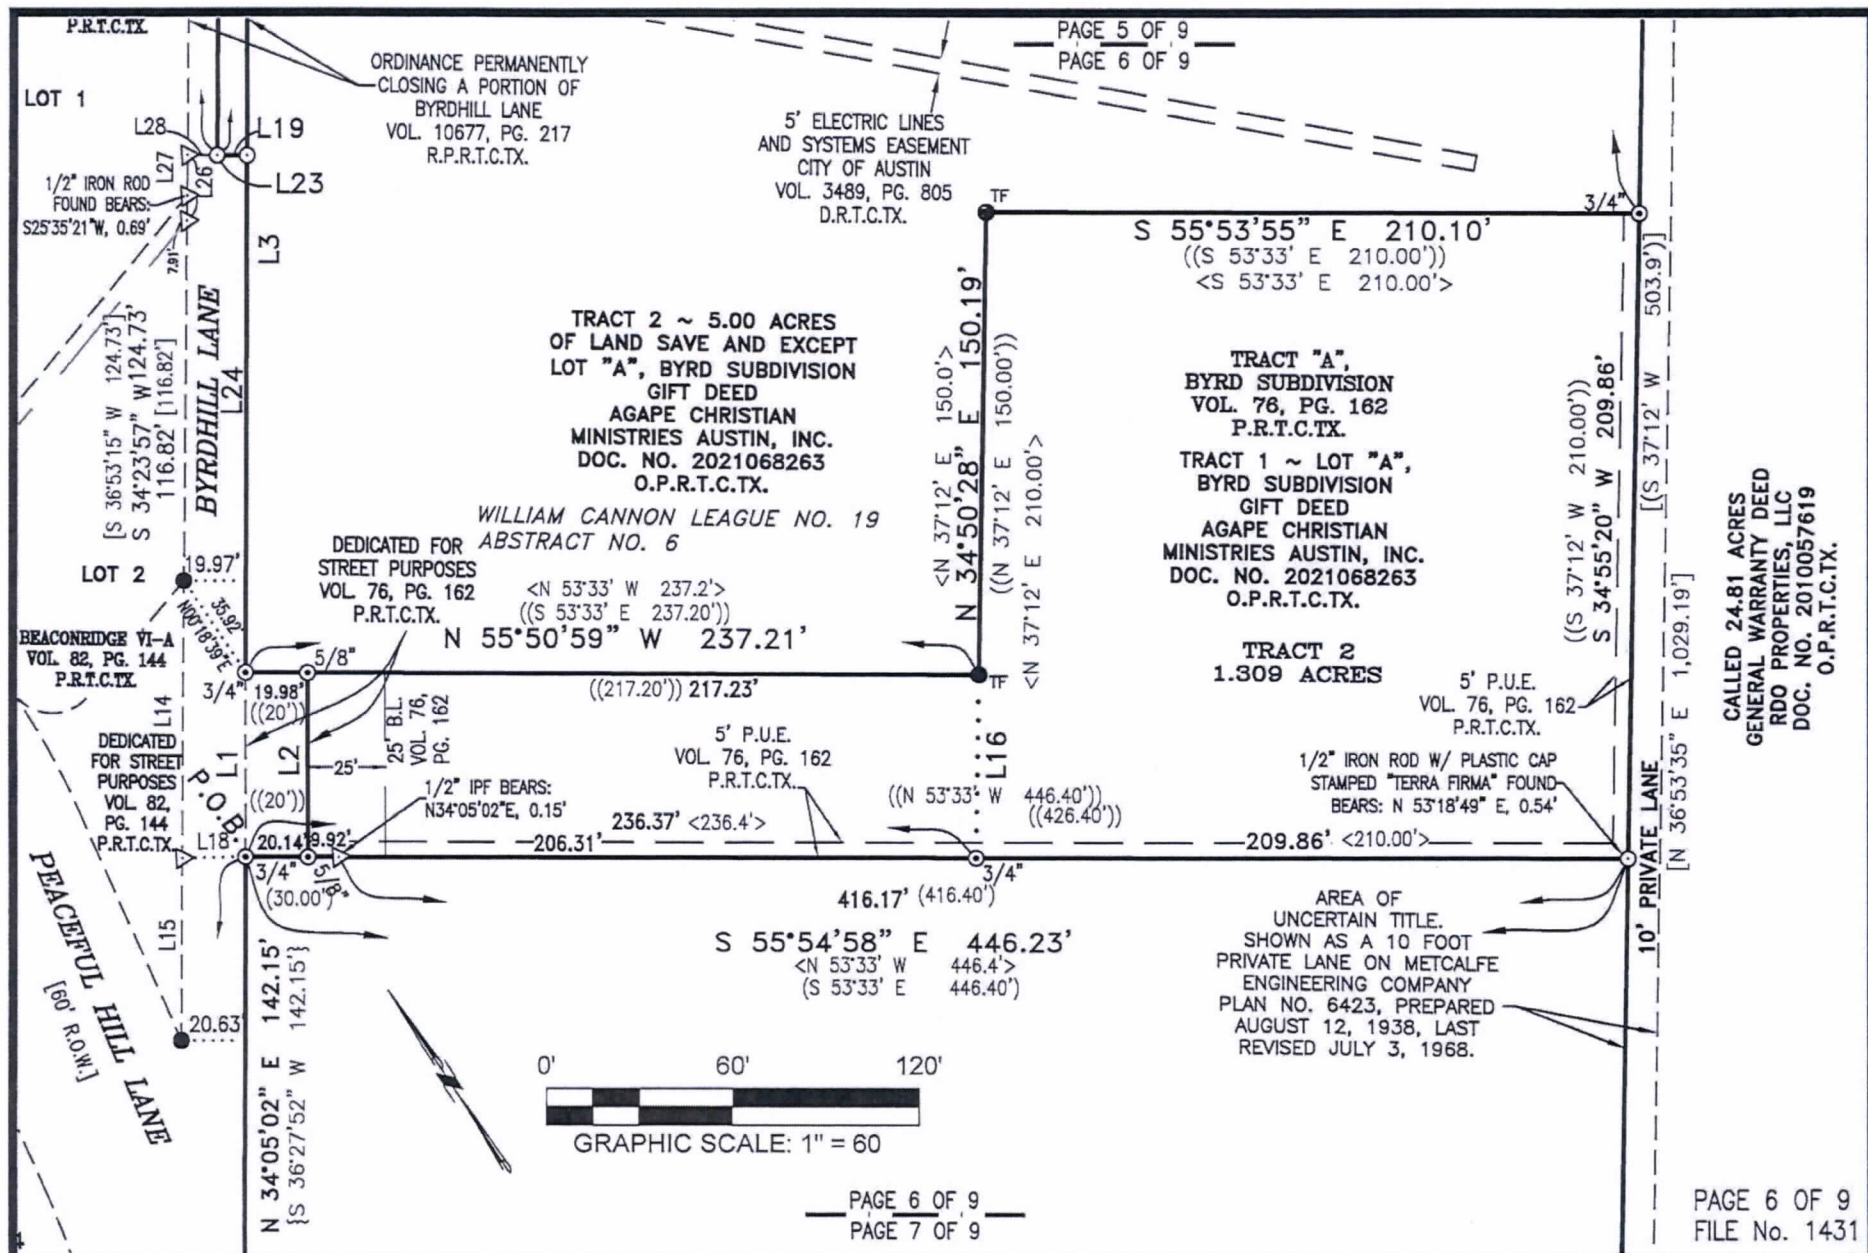 P.R.T.C.TX.
LOT 1
L28
L19
L27
L26
L23
1/2" IRON ROD
FOUND BEARS:
S25°35'21"W, 0.69'
7.91'
L3
ORDINANCE PERMANENTLY
CLOSING A PORTION OF
BYRDHILL LANE
VOL. 10677, PG. 217
R.P.R.T.C.TX.
PAGE 5 OF 9
PAGE 6 OF 9
5' ELECTRIC LINES
AND SYSTEMS EASEMENT
CITY OF AUSTIN
VOL. 3489, PG. 805
D.R.T.C.TX.
TF
3/4"
S 55°53'55" E 210.10'
((S 53°33' E 210.00'))
<S 53°33' E 210.00'>
[S 36°53'15" W 124.73']
S 34°23'57" W 124.73'
116.82' [116.82']
BYRDHILL LANE
L24
TRACT 2 ~ 5.00 ACRES
OF LAND SAVE AND EXCEPT
LOT "A", BYRD SUBDIVISION
GIFT DEED
AGAPE CHRISTIAN
MINISTRIES AUSTIN, INC.
DOC. NO. 2021068263
O.P.R.T.C.TX.
WILLIAM CANNON LEAGUE NO. 19
ABSTRACT NO. 6
<N 37°12' E 150.0'>
N 34°50'28" E 150.19'
((N 37°12' E 150.00'))
<N 37°12' E 210.00'>
TRACT "A",
BYRD SUBDIVISION
VOL. 76, PG. 162
P.R.T.C.TX.
TRACT 1 ~ LOT "A",
BYRD SUBDIVISION
GIFT DEED
AGAPE CHRISTIAN
MINISTRIES AUSTIN, INC.
DOC. NO. 2021068263
O.P.R.T.C.TX.
TRACT 2
1.309 ACRES
((S 37°12' W 210.00'))
S 34°55'20" W 209.86'
[(S 37°12' W 503.9')]
[N 36°53'35" E 1,029.19']
CALLED 24.81 ACRES
GENERAL WARRANTY DEED
RDO PROPERTIES, LLC
DOC. NO. 2010057619
O.P.R.T.C.TX.
LOT 2
19.97'
35.92'
N00°18'39"E
DEDICATED FOR
STREET PURPOSES
VOL. 76, PG. 162
P.R.T.C.TX.
<N 53°33' W 237.2'>
((S 53°33' E 237.20'))
N 55°50'59" W 237.21'
BEACONRIDGE VI-A
VOL. 82, PG. 144
P.R.T.C.TX.
5/8"
3/4"
19.98'
((20'))
((217.20')) 217.23'
TF
L14
L1
L2
25'
25' B.L.
VOL. 76,
PG. 162
L16
5' P.U.E.
VOL. 76, PG. 162
P.R.T.C.TX.
DEDICATED
FOR STREET
PURPOSES
VOL. 82,
PG. 144
P.R.T.C.TX.
P.O.B.
((20'))
1/2" IPF BEARS:
N34°05'02"E, 0.15'
5' P.U.E.
VOL. 76, PG. 162
P.R.T.C.TX.
((N 53°33' W 446.40'))
((426.40'))
1/2" IRON ROD W/ PLASTIC CAP
STAMPED "TERRA FIRMA" FOUND
BEARS: N 53°18'49" E, 0.54'
236.37' <236.4'>
L18
20.14'
9.92'
206.31'
209.86' <210.00'>
3/4"
5/8"
(30.00')
3/4"
416.17' (416.40')
S 55°54'58" E 446.23'
<N 53°33' W 446.4'>
(S 53°33' E 446.40')
10' PRIVATE LANE
AREA OF
UNCERTAIN TITLE.
SHOWN AS A 10 FOOT
PRIVATE LANE ON METCALFE
ENGINEERING COMPANY
PLAN NO. 6423, PREPARED
AUGUST 12, 1938, LAST
REVISED JULY 3, 1968.
PEACEFUL HILL LANE
[60' R.O.W.]
L15
20.63'
N 34°05'02" E 142.15'
{S 36°27'52" W 142.15'}
0' 60' 120'
GRAPHIC SCALE: 1" = 60
PAGE 6 OF 9
PAGE 7 OF 9
PAGE 6 OF 9
FILE No. 1431